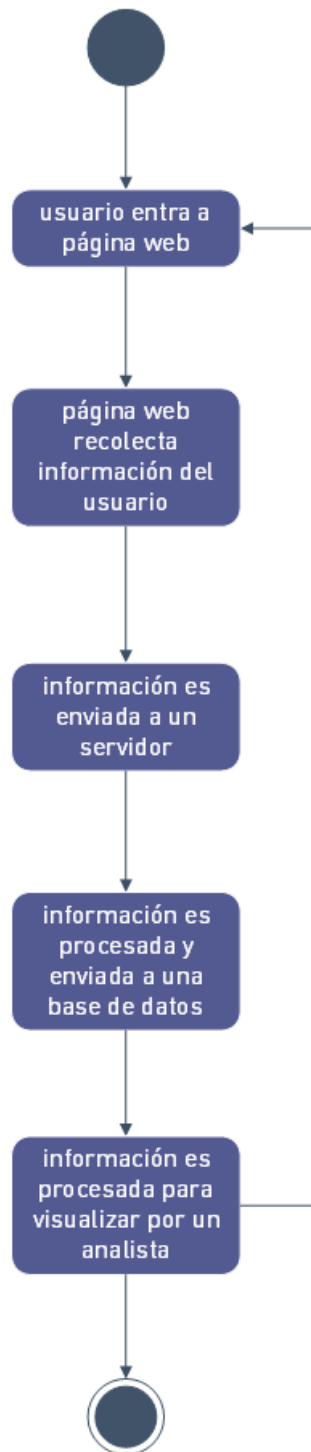 usuario entra a
página web
página web
recolecta
información del
usuario
información es
enviada a un
servidor
información es
procesada y
enviada a una
base de datos
información es
procesada para
visualizar por un
analista